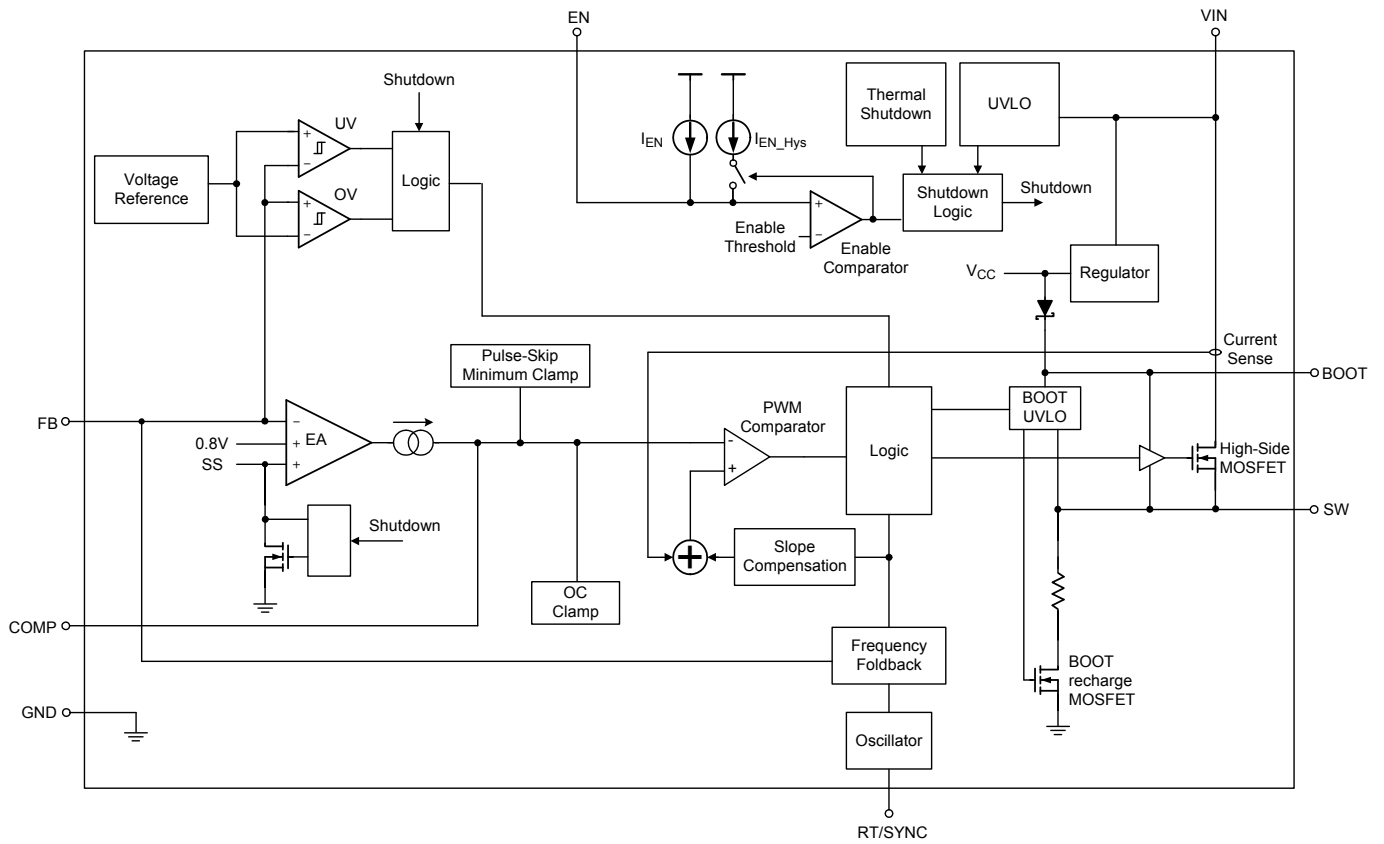 EN
VIN
Shutdown
UV
Thermal
Shutdown
UVLO
+
−
I_EN
I_EN_Hys
Voltage
Reference
Logic
OV
+
−
Shutdown
Logic
Shutdown
+
−
Enable
Threshold
Enable
Comparator
V_CC
Regulator
Current
Sense
Pulse-Skip
Minimum Clamp
BOOT
BOOT
UVLO
FB
−
+
+
EA
0.8V
SS
PWM
Comparator
-
+
Logic
High-Side
MOSFET
SW
Shutdown
+
Slope
Compensation
OC
Clamp
COMP
Frequency
Foldback
BOOT
recharge
MOSFET
GND
Oscillator
RT/SYNC